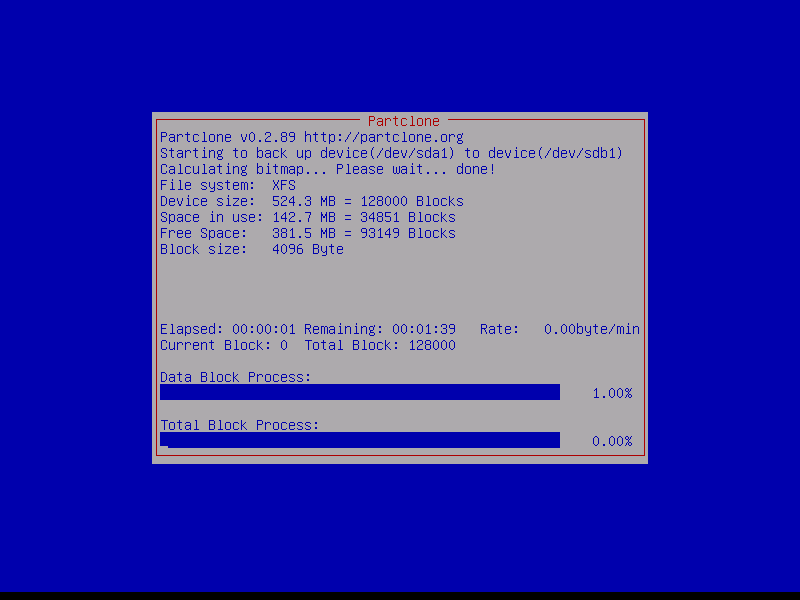 Partclone
Partclone v0.2.89 http://partclone.org
Starting to back up device(/dev/sda1) to device(/dev/sdb1)
Calculating bitmap... Please wait... done!
File system:  XFS
Device size:  524.3 MB = 128000 Blocks
Space in use: 142.7 MB = 34851 Blocks
Free Space:   381.5 MB = 93149 Blocks
Block size:   4096 Byte
Elapsed: 00:00:01 Remaining: 00:01:39   Rate:   0.00byte/min
Current Block: 0  Total Block: 128000
Data Block Process:
1.00%
Total Block Process:
0.00%